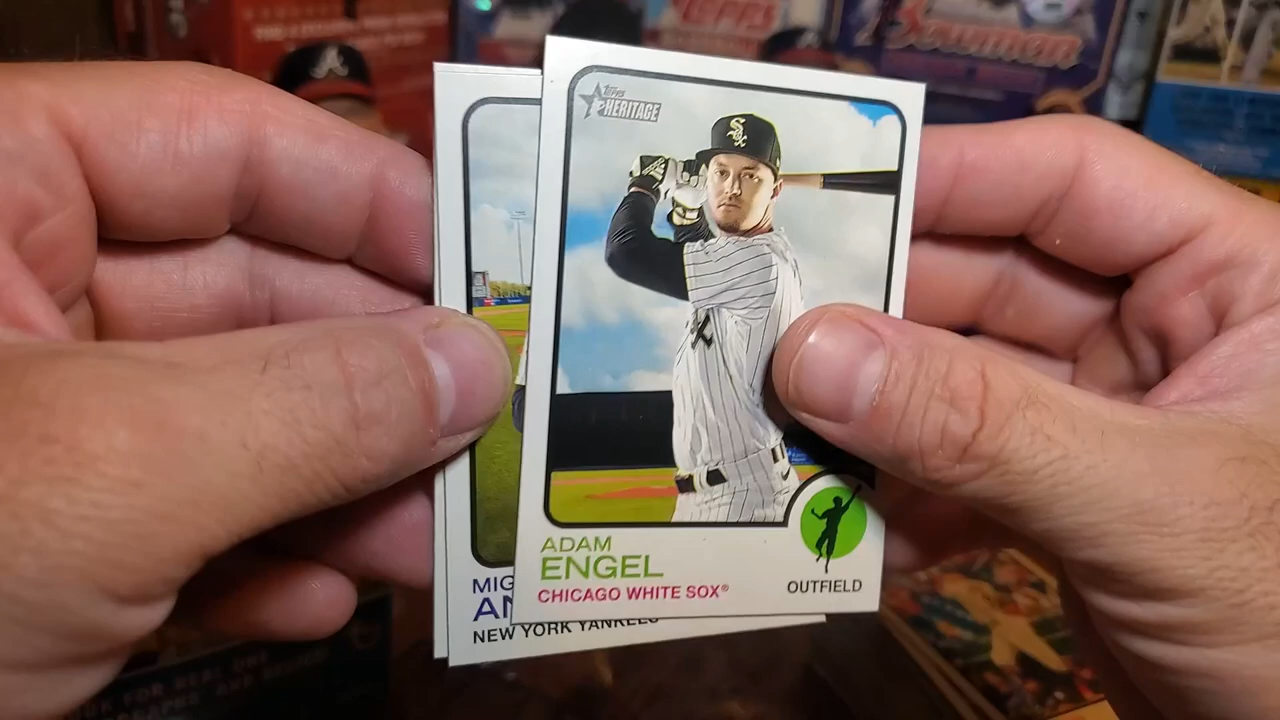 Topps
Bowman
Topps
HERITAGE
ADAM
ENGEL
CHICAGO WHITE SOX®
OUTFIELD
MIG
AN
NEW YORK YANKEES